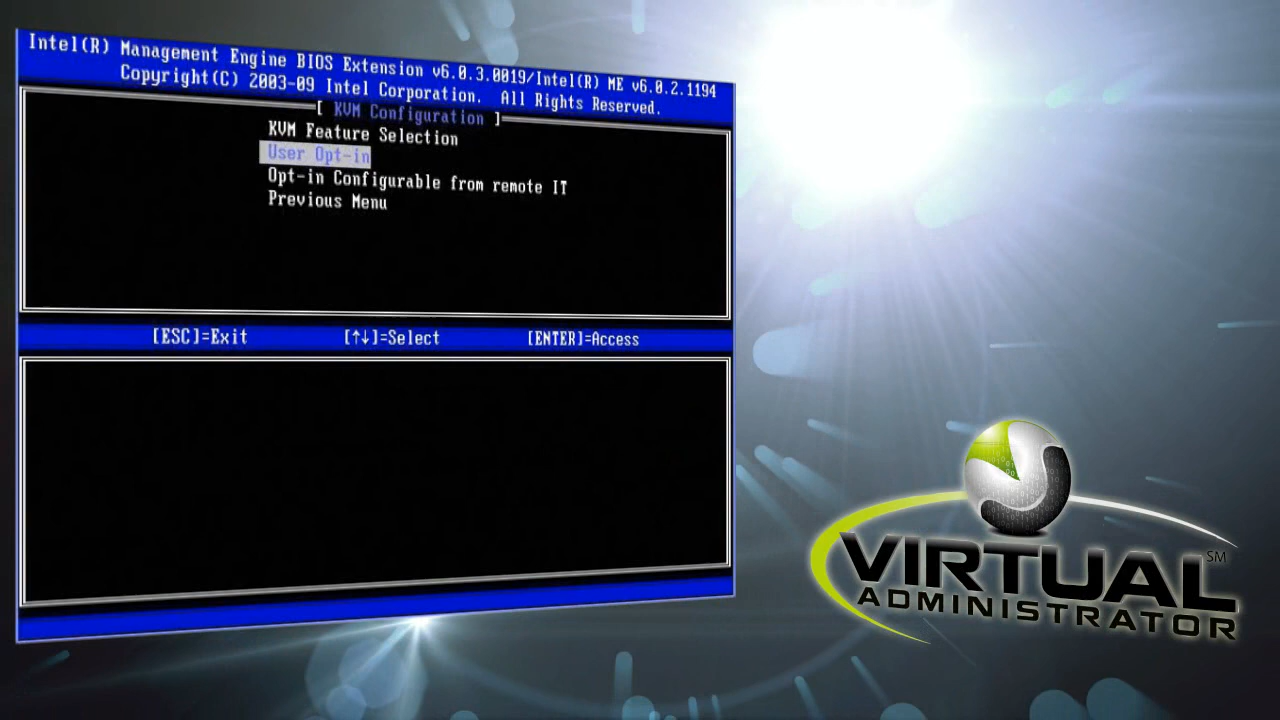 Intel(R) Management Engine BIOS Extension v6.0.3.0019/Intel(R) ME v6.0.2.1194
Copyright(C) 2003-09 Intel Corporation. All Rights Reserved.
[ KVM Configuration ]
KVM Feature Selection
User Opt-in
Opt-in Configurable from remote IT
Previous Menu
[ESC]=Exit [↑↓]=Select [ENTER]=Access
VIRTUAL SM
ADMINISTRATOR